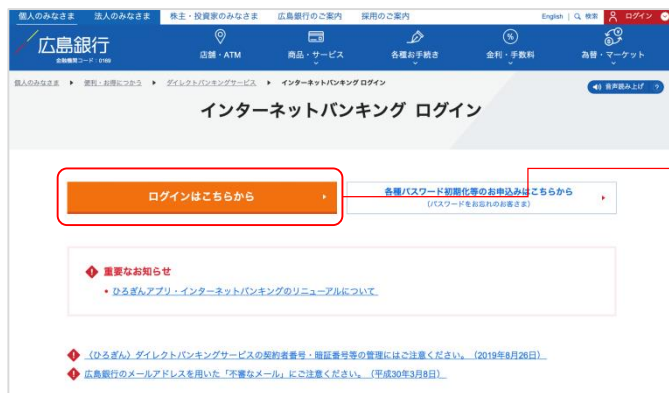 個人のみなさま 法人のみなさま 株主・投資家のみなさま 広島銀行のご案内 採用のご案内 English 検索 ログイン
広島銀行
金融機関コード:0169
店舗・ATM 商品・サービス 各種お手続き 金利・手数料 為替・マーケット
個人のみなさま 便利・お得につかう ダイレクトバンキングサービス インターネットバンキング ログイン 音声読み上げ ?
インターネットバンキング ログイン
ログインはこちらから
各種パスワード初期化等のお申込みはこちらから
(パスワードをお忘れのお客さま)
重要なお知らせ
・ひろぎんアプリ・インターネットバンキングのリニューアルについて
〈ひろぎん〉ダイレクトバンキングサービスの契約者番号・暗証番号等の管理にはご注意ください。(2019年8月26日)
広島銀行のメールアドレスを用いた「不審なメール」にご注意ください。(平成30年3月8日)